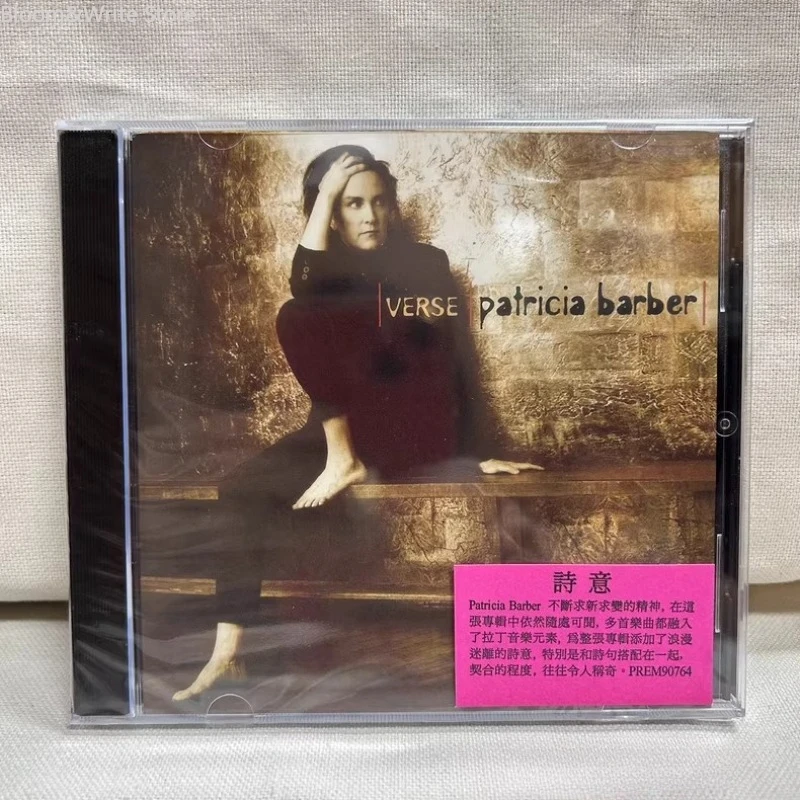 Bloom&Write Store
VERSE patricia barber
詩意
Patricia Barber 不斷求新求變的精神, 在這
張專輯中依然隨處可聞, 多首樂曲都融入
了拉丁音樂元素, 為整張專輯添加了浪漫
迷離的詩意, 特別是和詩句搭配在一起,
契合的程度, 往往令人稱奇。PREM90764